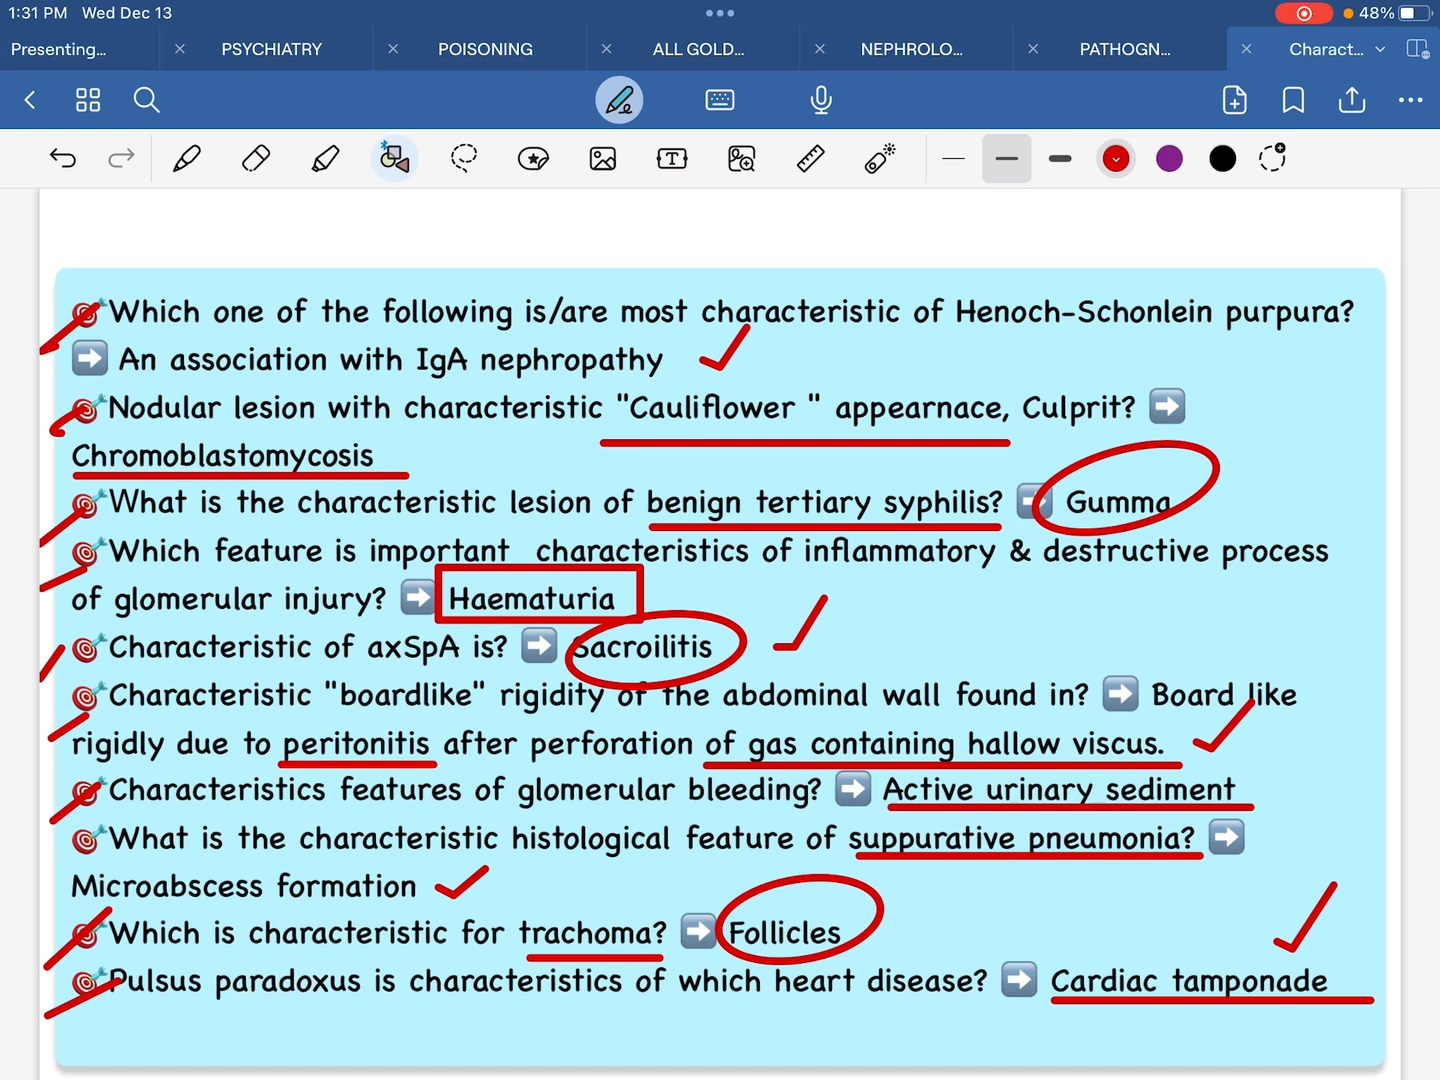 1:31 PM Wed Dec 13
48%
Presenting...
PSYCHIATRY
POISONING
ALL GOLD...
NEPHROLO...
PATHOGN...
Charact...
Which one of the following is/are most characteristic of Henoch-Schonlein purpura?
An association with IgA nephropathy
Nodular lesion with characteristic "Cauliflower " appearnace, Culprit?
Chromoblastomycosis
What is the characteristic lesion of benign tertiary syphilis? Gumma
Which feature is important characteristics of inflammatory & destructive process
of glomerular injury? Haematuria
Characteristic of axSpA is? Sacroilitis
Characteristic "boardlike" rigidity of the abdominal wall found in? Board like
rigidly due to peritonitis after perforation of gas containing hallow viscus.
Characteristics features of glomerular bleeding? Active urinary sediment
What is the characteristic histological feature of suppurative pneumonia?
Microabscess formation
Which is characteristic for trachoma? Follicles
Pulsus paradoxus is characteristics of which heart disease? Cardiac tamponade